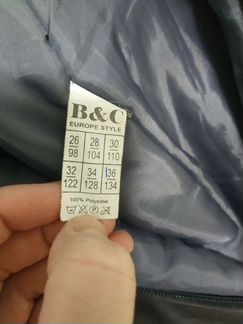 B&C
EUROPE STYLE
26 28 30
98 104 110
32 34 36
122 128 134
100% Polyester